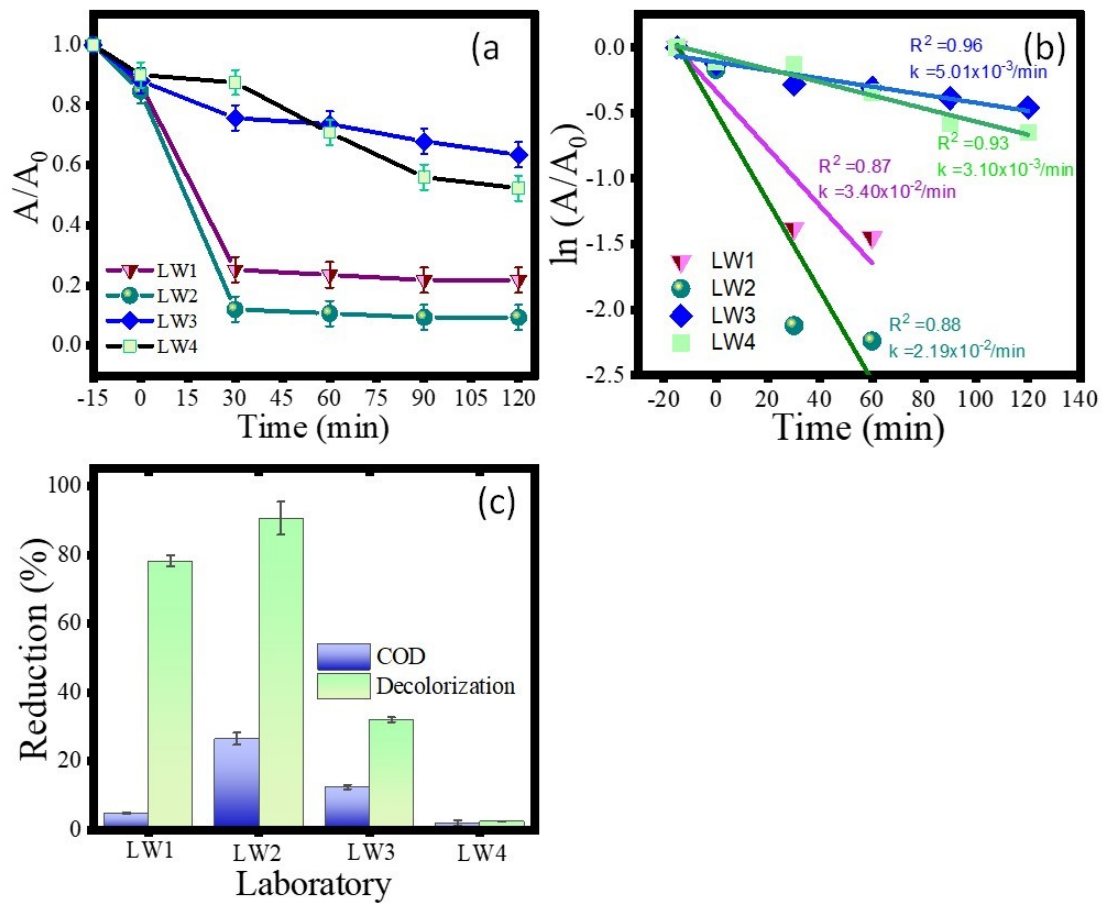 (a
1.0
0.8
0.6
0.4
0.2
0.0
A/A0
LW1
LW2
LW3
LW4
-15 0 15 30 45 60 75 90 105 120
Time (min)
(b)
0.0
-0.5
-1.0
-1.5
-2.0
-2.5
ln (A/A0)
R2 =0.96
k =5.01x10-3/min
R2 =0.93
k =3.10x10-3/min
R2 =0.87
k =3.40x10-2/min
R2 =0.88
k =2.19x10-2/min
LW1
LW2
LW3
LW4
-20 0 20 40 60 80 100 120 140
Time (min)
(c)
100
80
60
40
20
0
Reduction (%)
COD
Decolorization
LW1 LW2 LW3 LW4
Laboratory